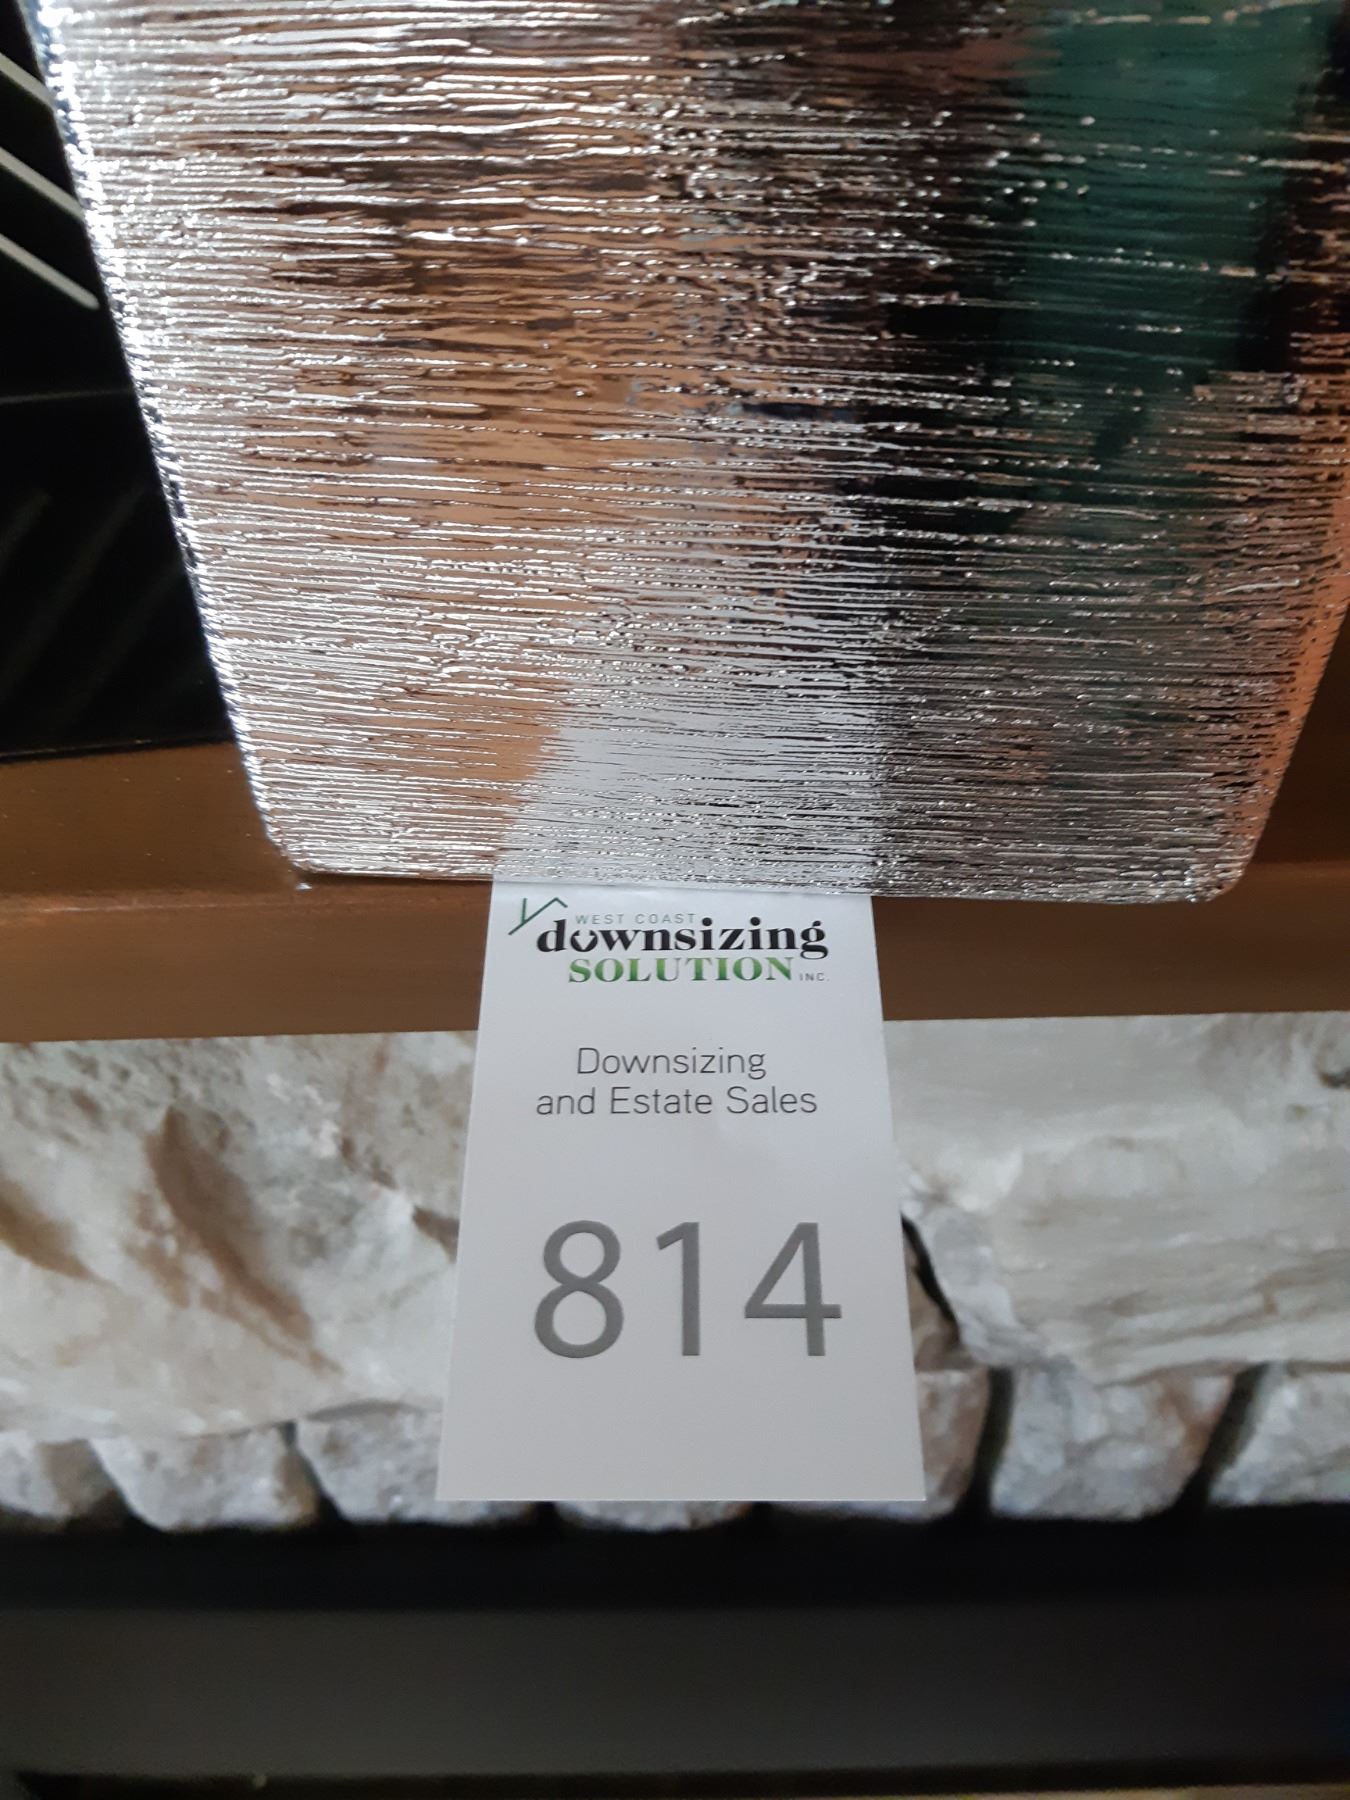 WEST COAST
downsizing
SOLUTION INC.
Downsizing
and Estate Sales
814